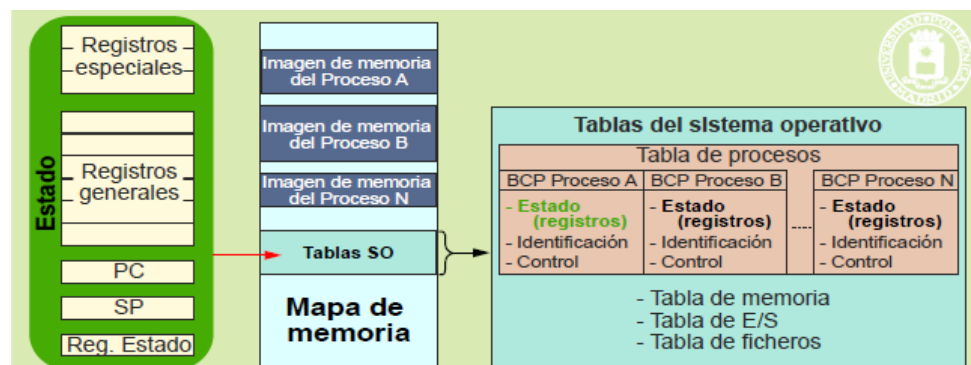 Estado
Registros
especiales
Registros
generales
PC
SP
Reg. Estado
Imagen de memoria
del Proceso A
Imagen de memoria
del Proceso B
Imagen de memoria
del Proceso N
Tablas SO
Mapa de
memoria
Tablas del sistema operativo
Tabla de procesos
BCP Proceso A
- Estado
(registros)
- Identificación
- Control
BCP Proceso B
- Estado
(registros)
- Identificación
- Control
.....
BCP Proceso N
- Estado
(registros)
- Identificación
- Control
- Tabla de memoria
- Tabla de E/S
- Tabla de ficheros
UNIVERSIDAD POLITECNICA